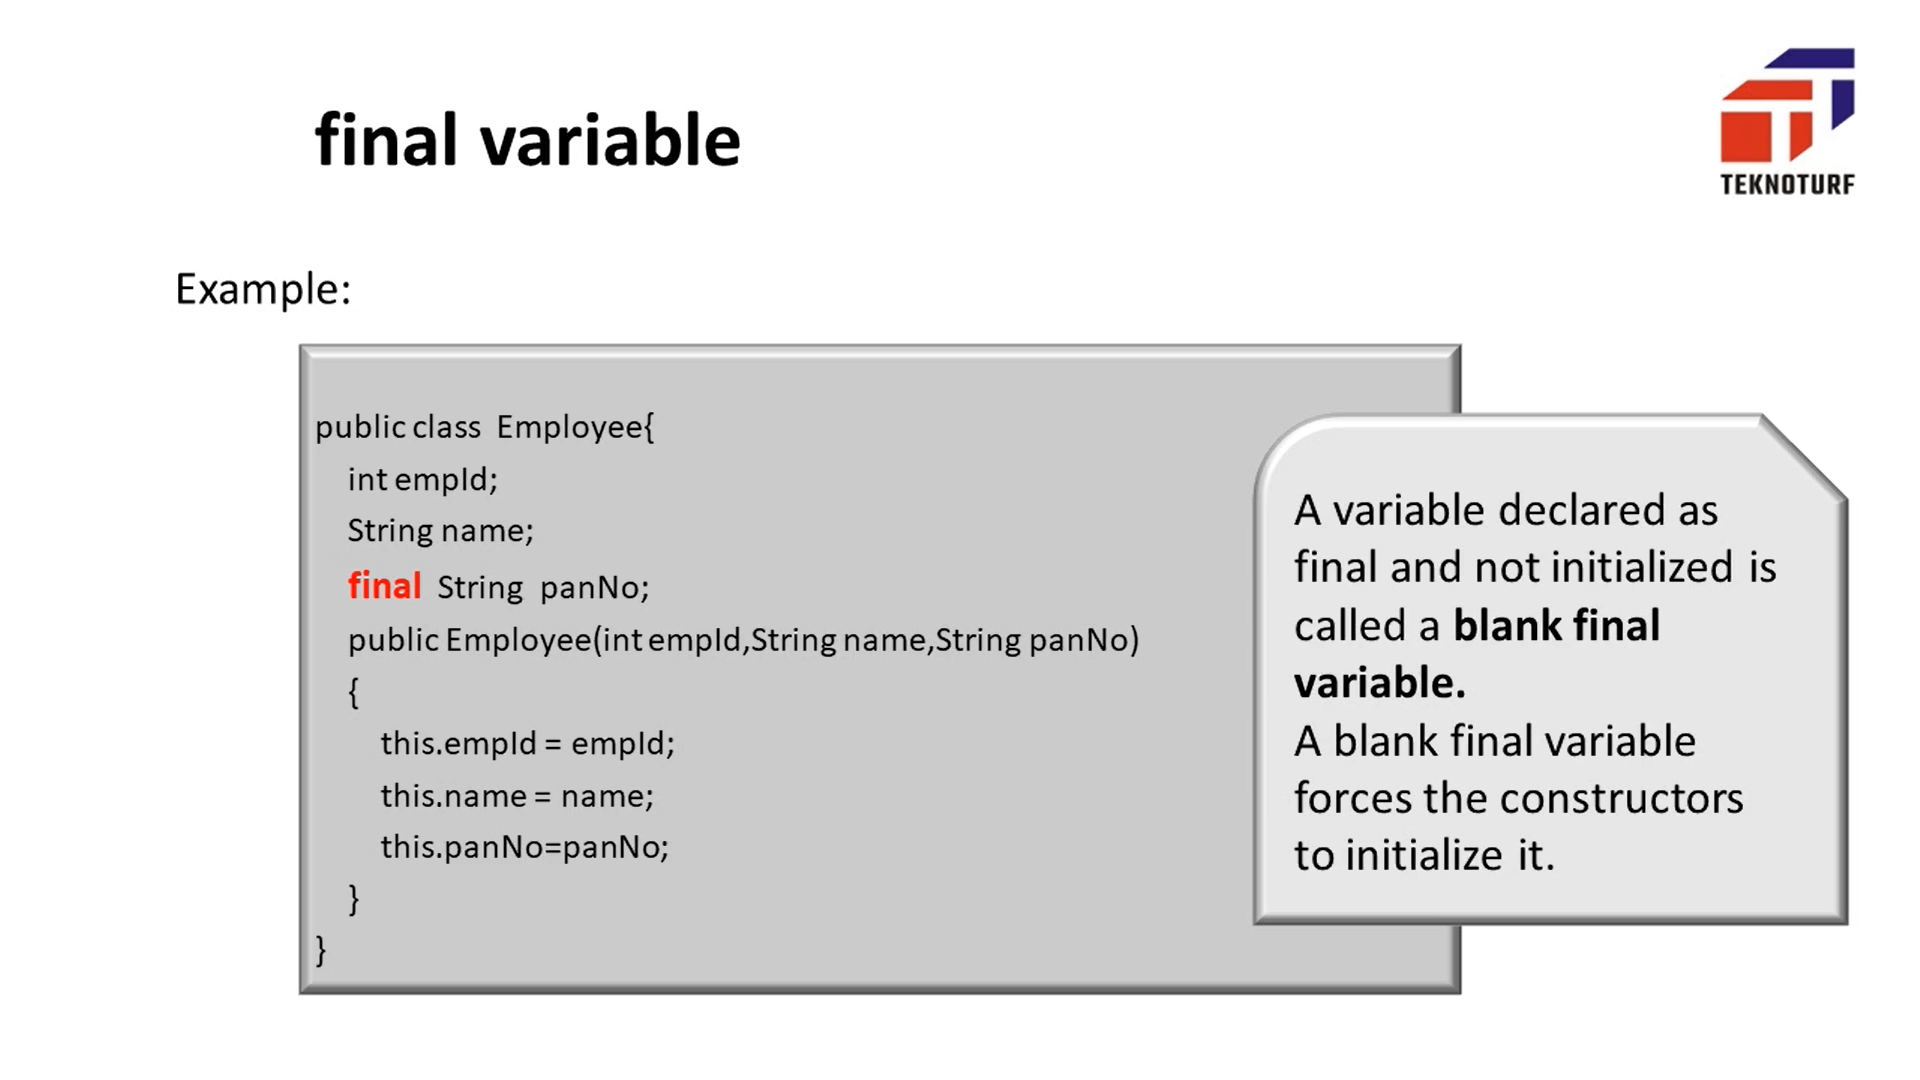 final variable
TEKNOTURF
Example:
public class Employee{
int empId;
String name;
final String panNo;
public Employee(int empId,String name,String panNo)
{
this.empId = empId;
this.name = name;
this.panNo=panNo;
}
}
A variable declared as
final and not initialized is
called a blank final
variable.
A blank final variable
forces the constructors
to initialize it.